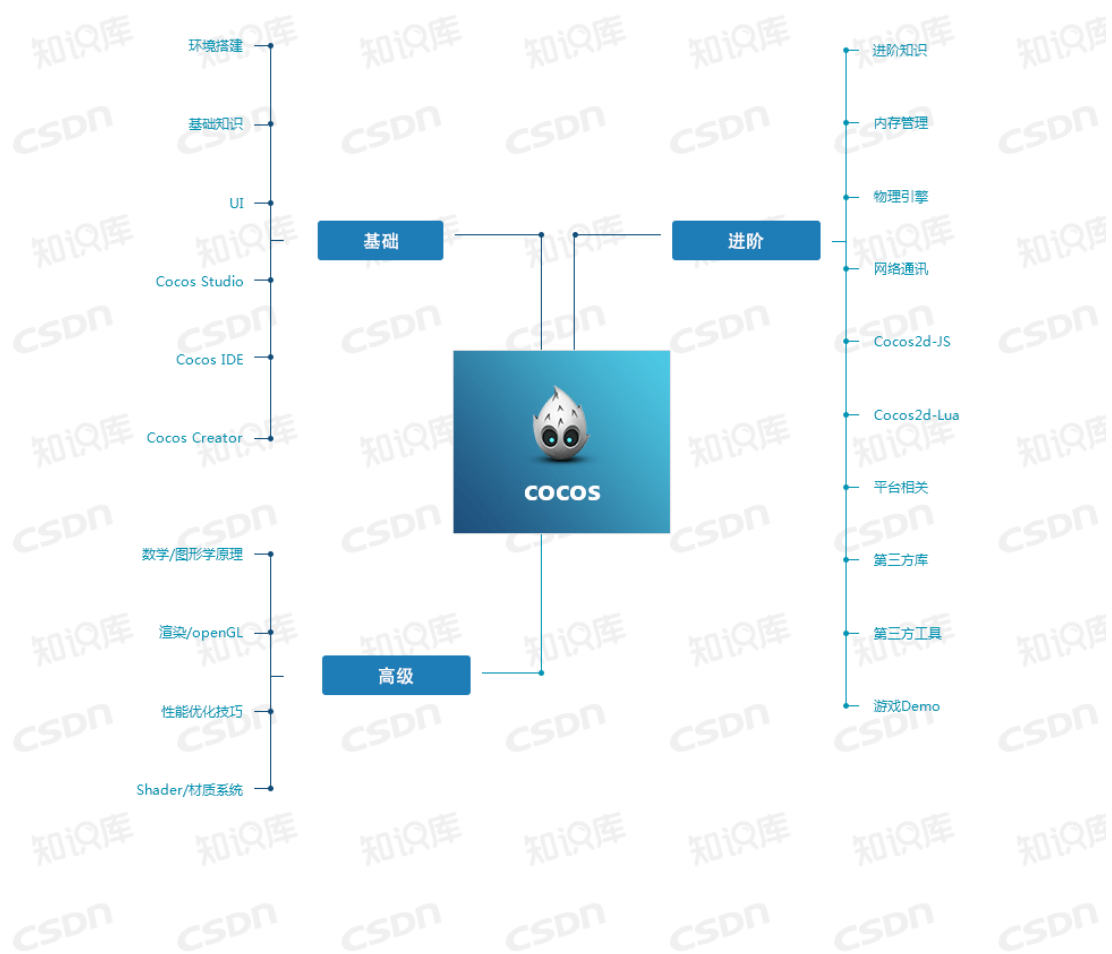 环境搭建
基础知识
UI
Cocos Studio
Cocos IDE
Cocos Creator
基础
进阶
进阶知识
内存管理
物理引擎
网络通讯
Cocos2d-JS
Cocos2d-Lua
平台相关
第三方库
第三方工具
游戏Demo
COCOS
数学/图形学原理
渲染/openGL
性能优化技巧
Shader/材质系统
高级
知识库
CSDN